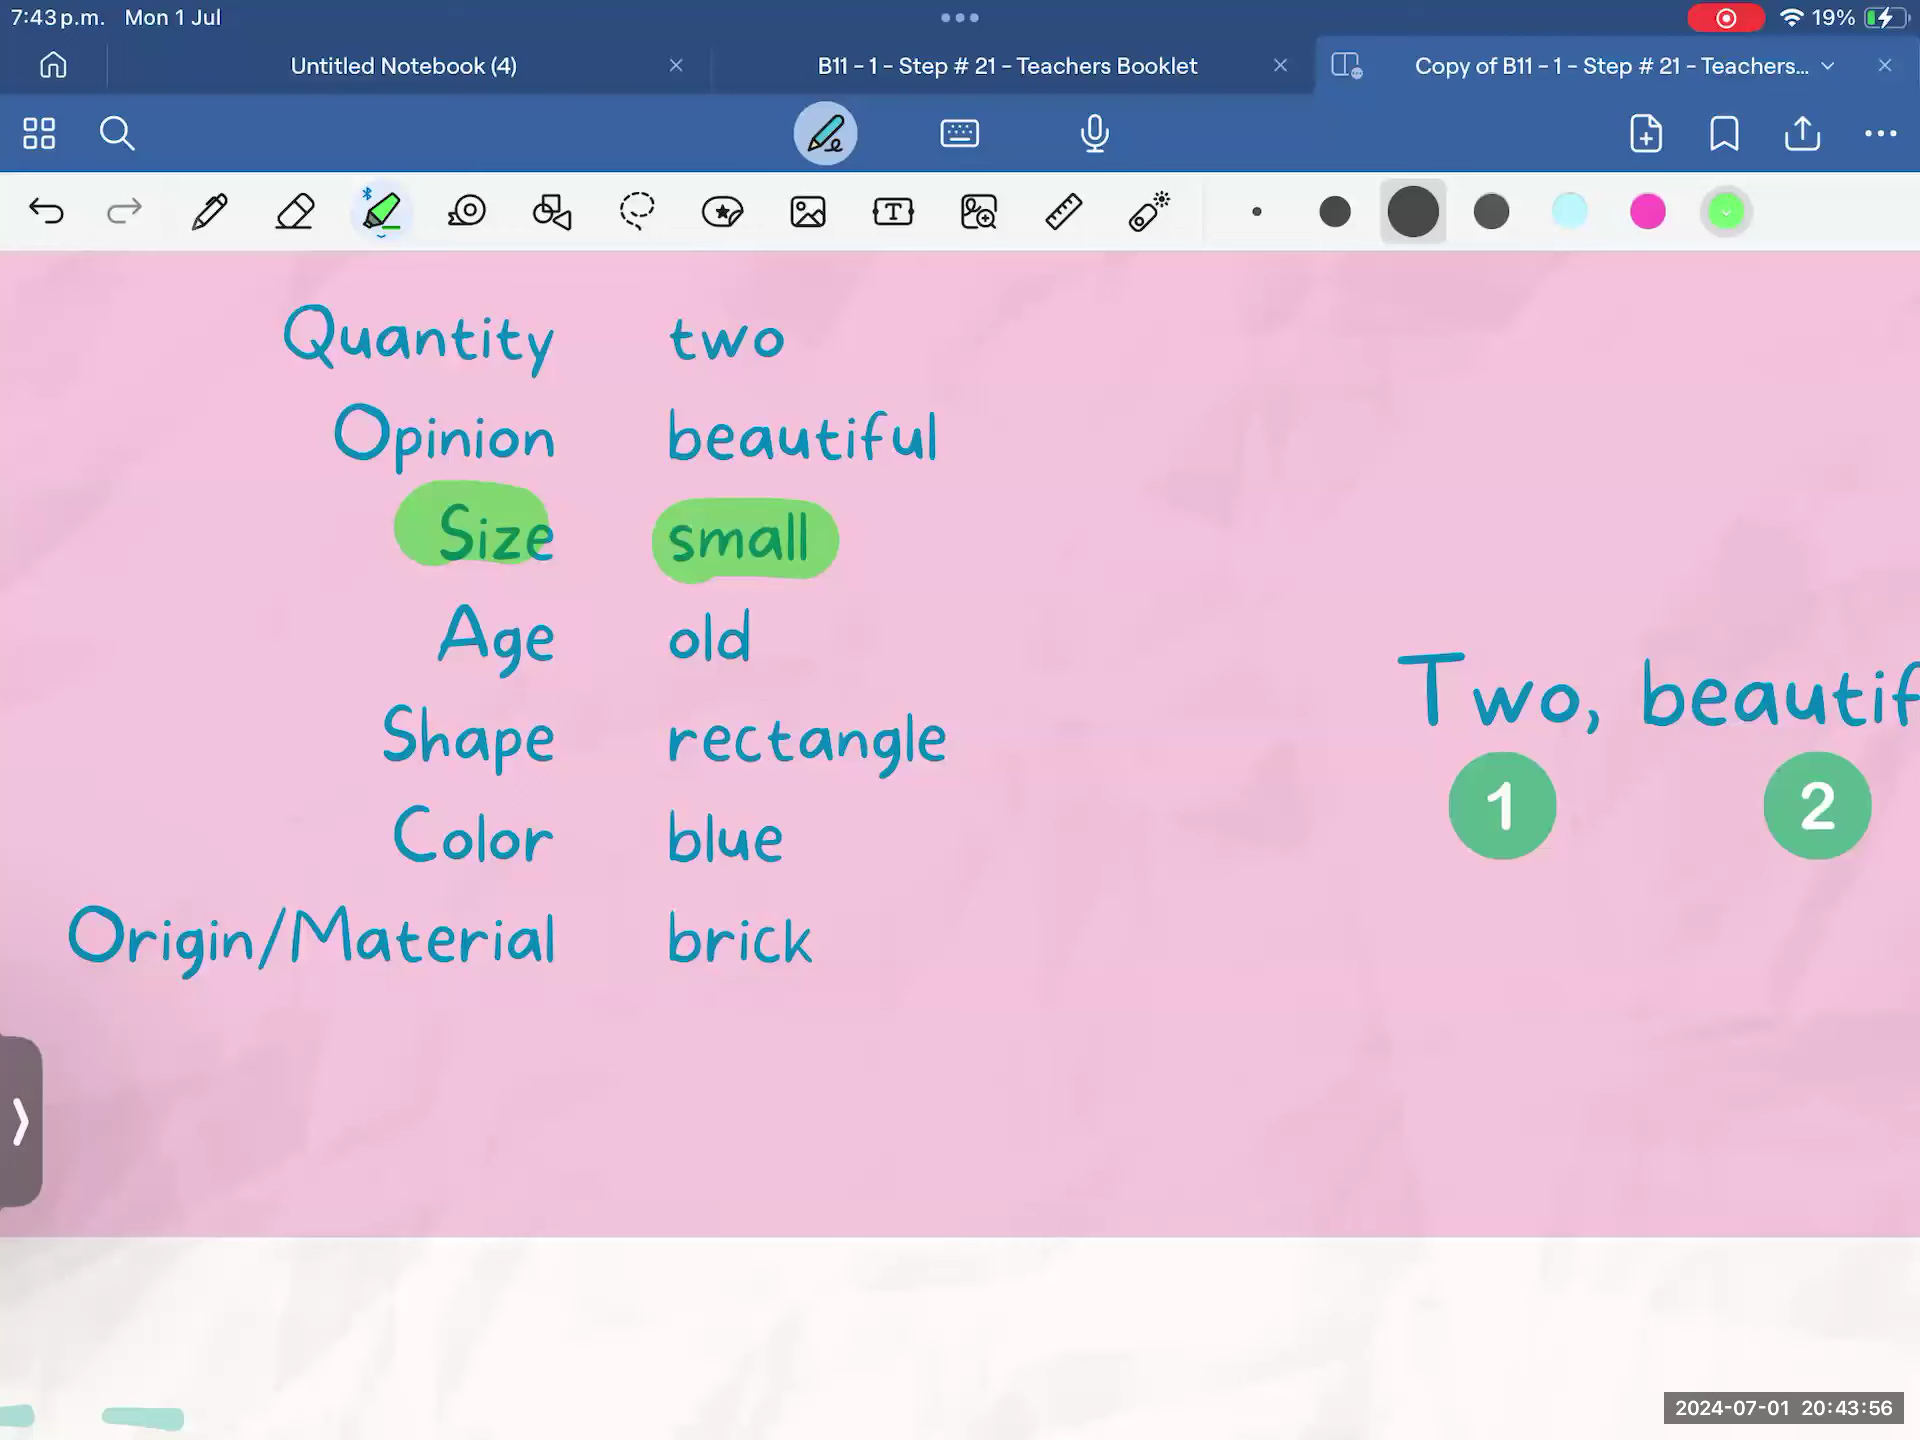 7:43 p.m. Mon 1 Jul 19%
Untitled Notebook (4) B11 - 1 - Step # 21 - Teachers Booklet Copy of B11 - 1 - Step # 21 - Teachers...
Quantity two
Opinion beautiful
Size small
Age old
Shape rectangle
Color blue
Origin/Material brick
Two, beautif
1 2
2024-07-01 20:43:56